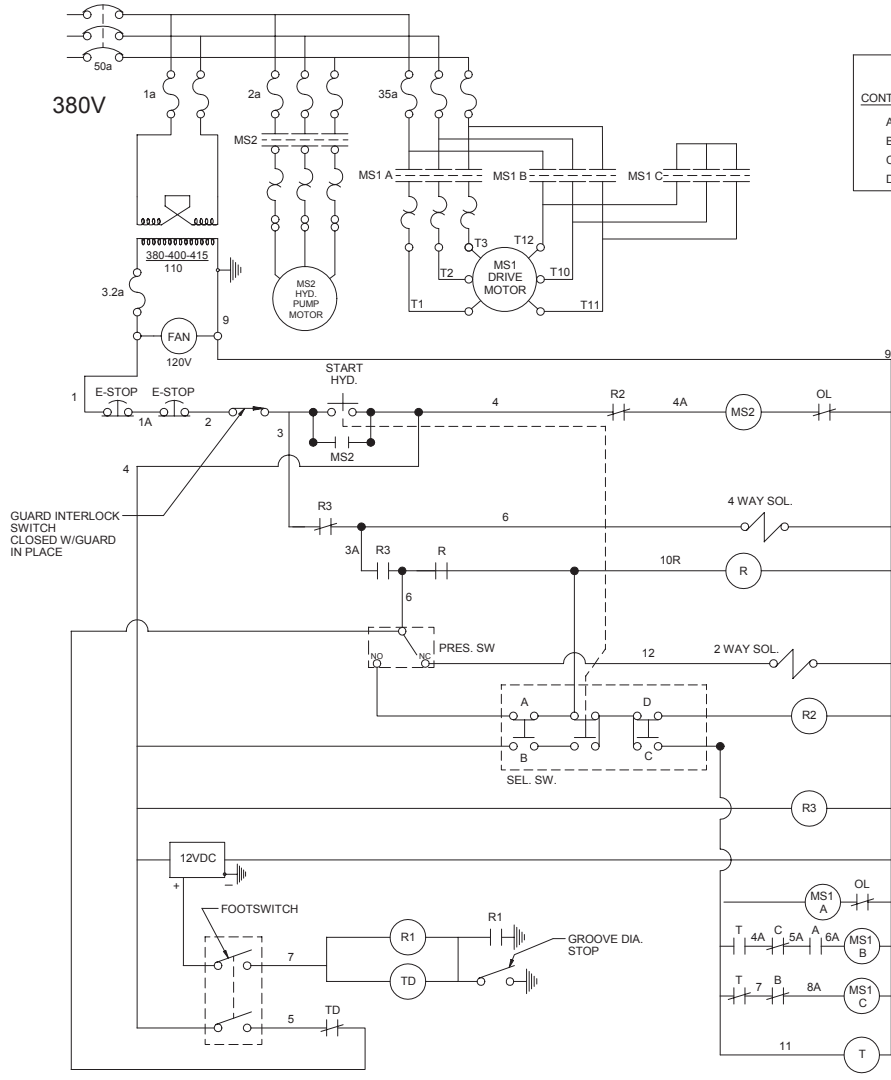 50a
380V
1a
2a
35a
CONT
A
B
C
D
MS2
MS1 A
MS1 B
MS1 C
380-400-415
110
3.2a
9
FAN
120V
MS2
HYD.
PUMP
MOTOR
T3
T12
T2
MS1
DRIVE
MOTOR
T10
T1
T11
9
1
E-STOP
E-STOP
1A
2
START
HYD.
3
MS2
4
R2
4A
MS2
OL
4
GUARD INTERLOCK
SWITCH
CLOSED W/GUARD
IN PLACE
R3
6
4 WAY SOL.
3A
R3
R
10R
R
6
PRES. SW
NO
NC
12
2 WAY SOL.
A
D
R2
B
C
SEL. SW.
R3
12VDC
+
–
FOOTSWITCH
7
R1
R1
TD
GROOVE DIA.
STOP
5
TD
MS1
A
OL
T
4A
C
5A
A
6A
MS1
B
T
7
B
8A
MS1
C
11
T